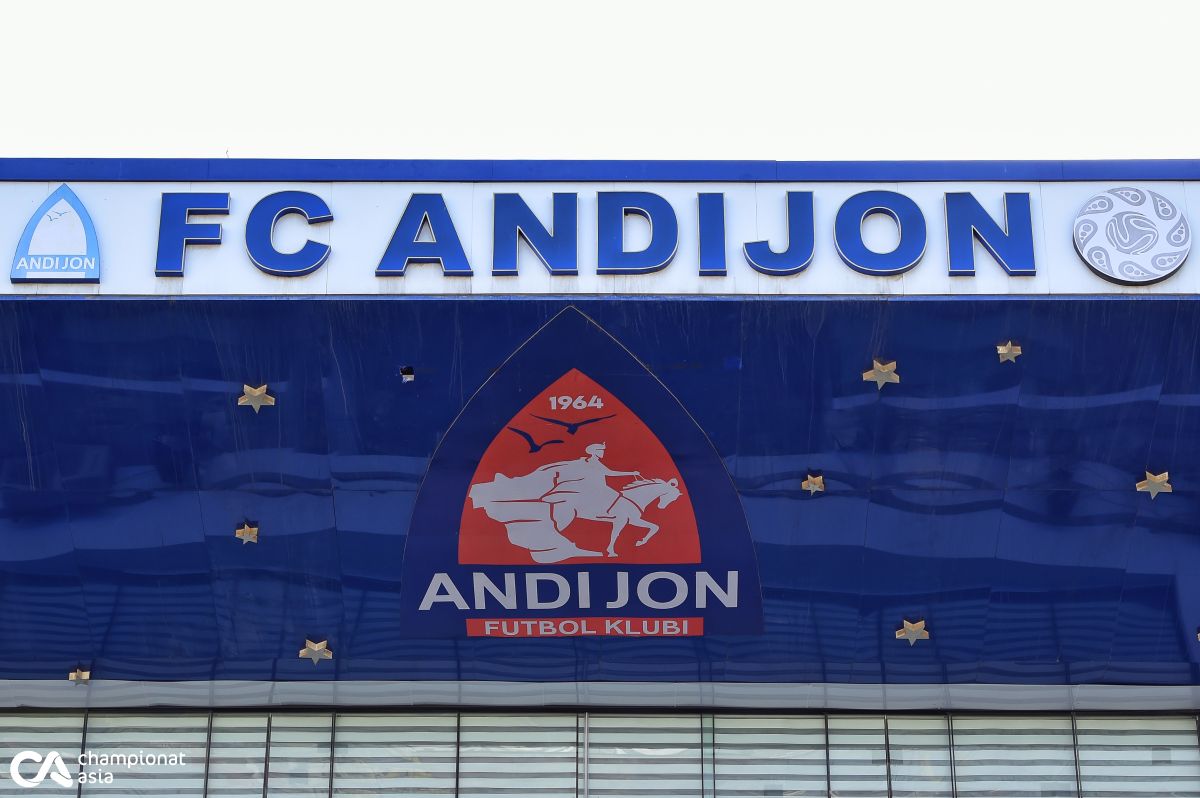 ANDIJON
FC ANDIJON
1964
ANDIJON
FUTBOL KLUBI
championat
asia